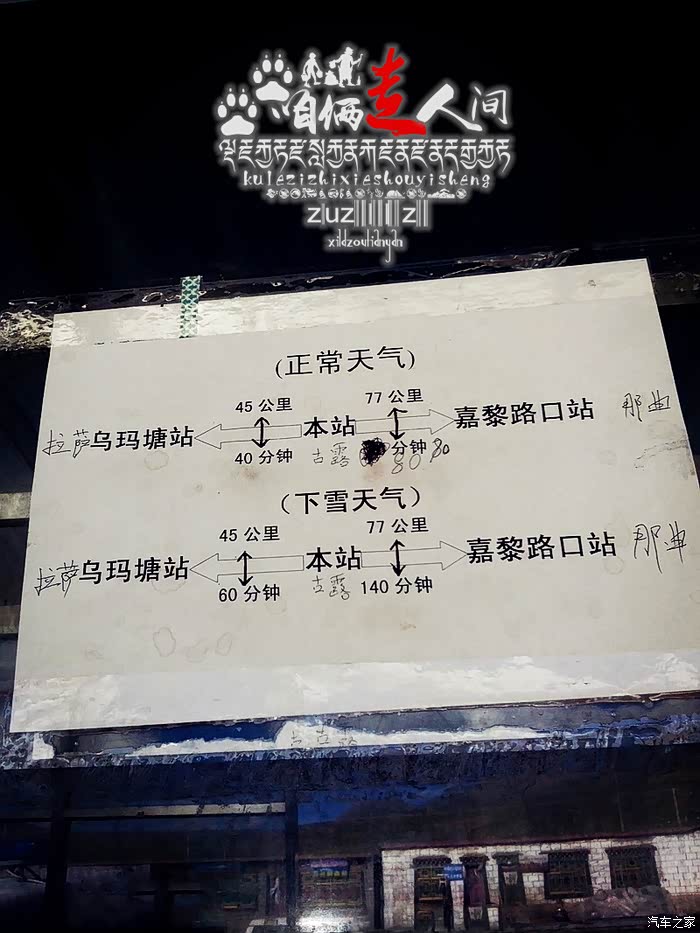 咱俩走人间
kulezizhixieshouyisheng
xildzoutianyan
(正常天气)
45 公里 77 公里
拉萨 乌玛塘站 本站 嘉黎路口站 那曲
40 分钟 古露 分钟 80 80
(下雪天气)
45 公里 77 公里
拉萨 乌玛塘站 本站 嘉黎路口站 那曲
60 分钟 古露 140 分钟
汽车之家